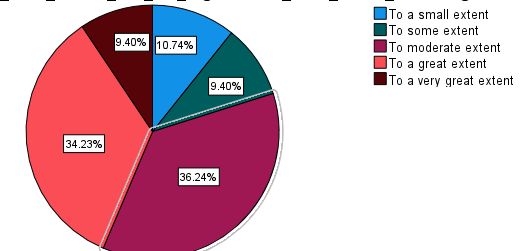 To a small extent
To some extent
To moderate extent
To a great extent
To a very great extent
9.40%
10.74%
9.40%
34.23%
36.24%